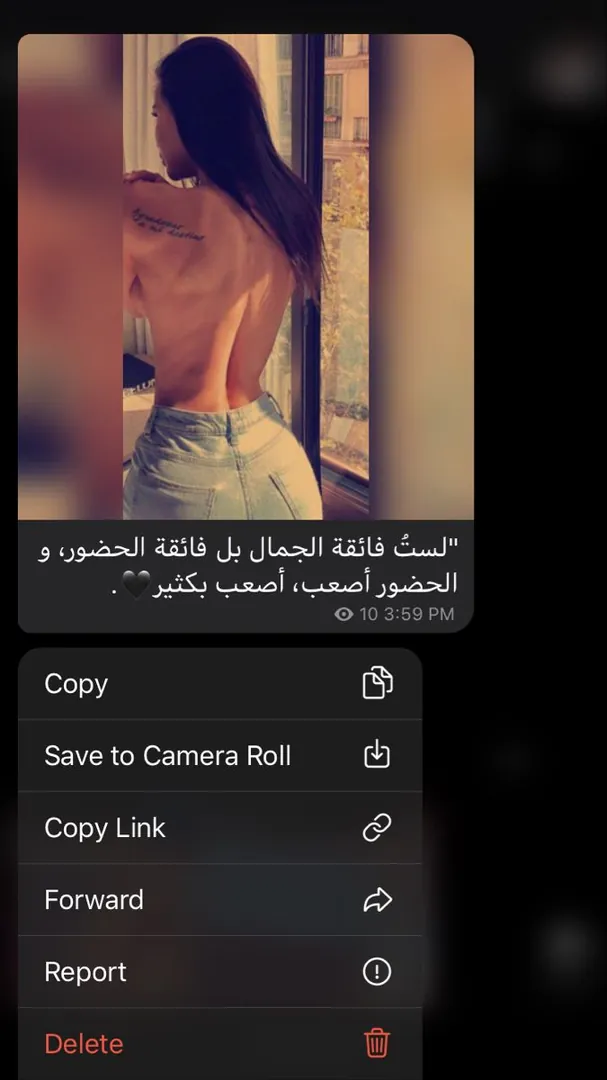 "لستُ فائقة الجمال بل فائقة الحضور، و
الحضور أصعب، أصعب بكثير🖤 .
10 3:59 PM
Copy
Save to Camera Roll
Copy Link
Forward
Report
Delete